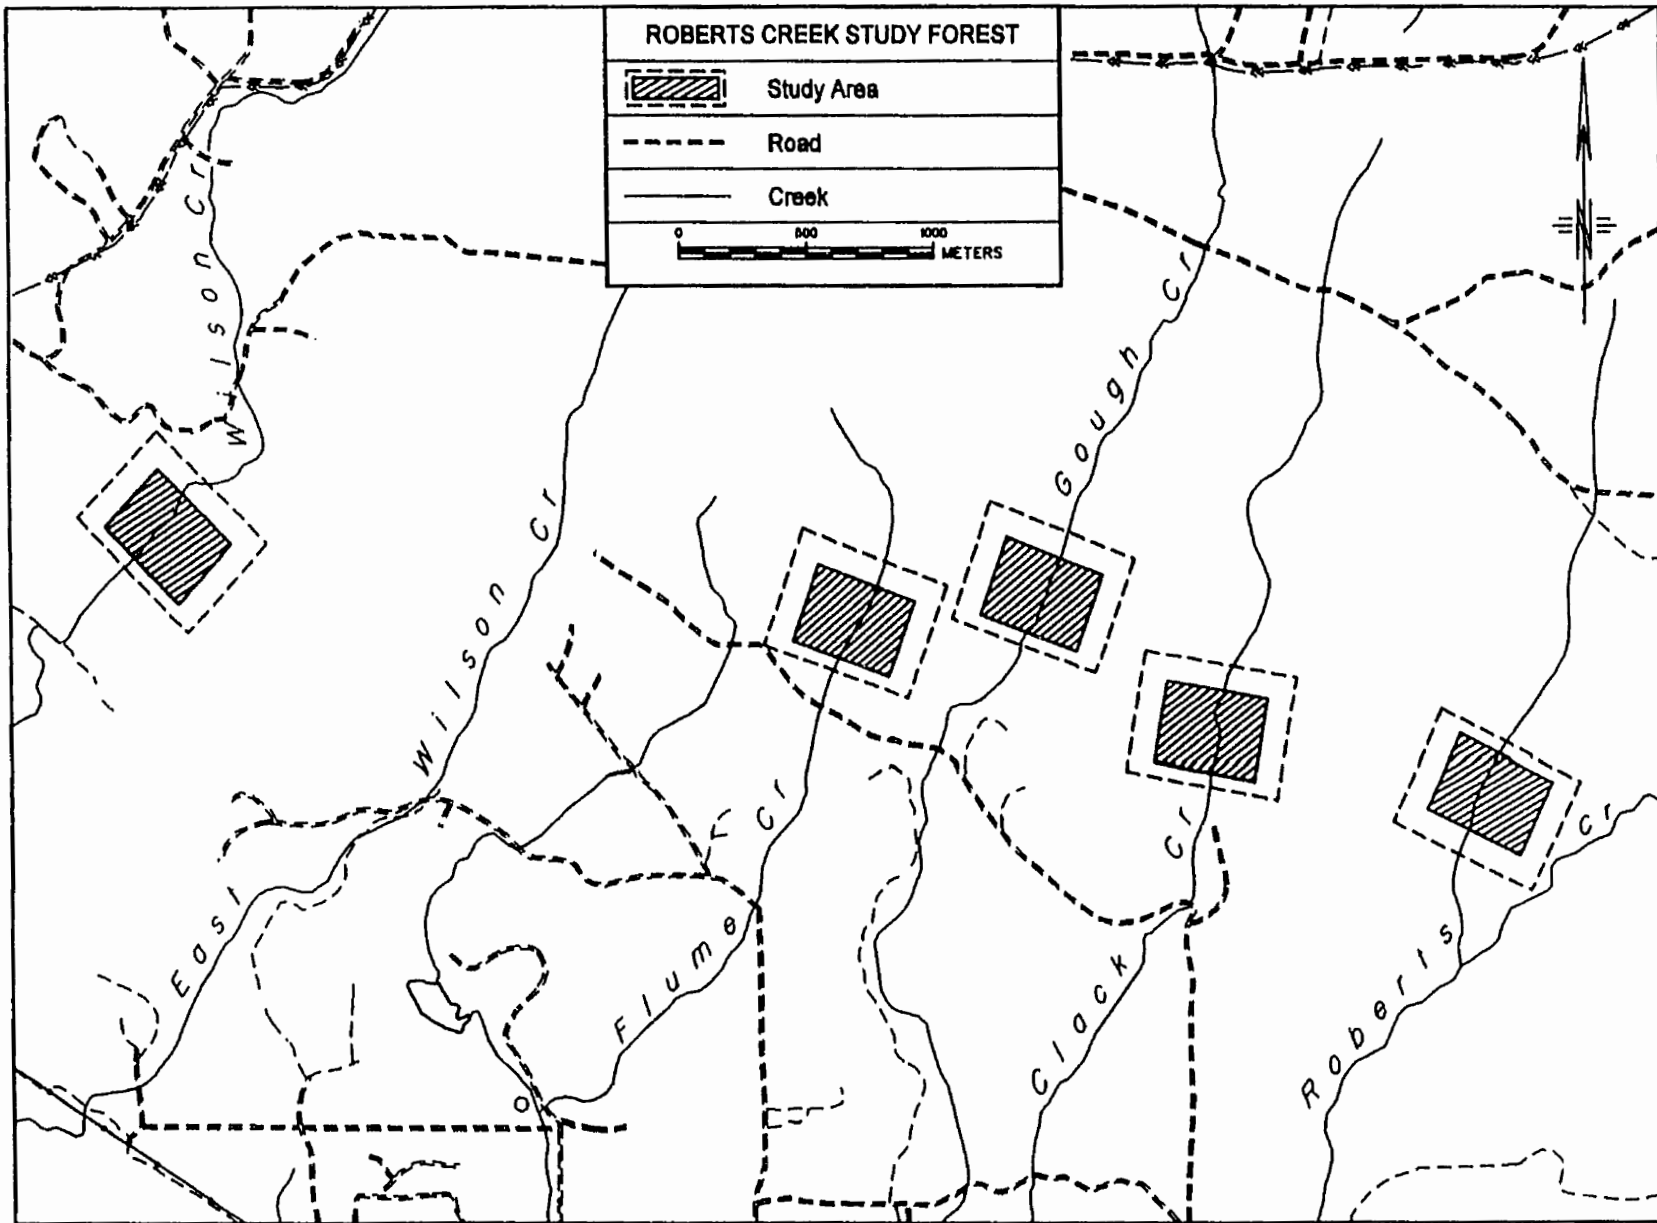 ROBERTS CREEK STUDY FOREST
Study Area
Road
Creek
0 500 1000
METERS
N
Wilson Cr
East Wilson Cr
Flume Cr
Gough Cr
Clack Cr
Roberts Cr